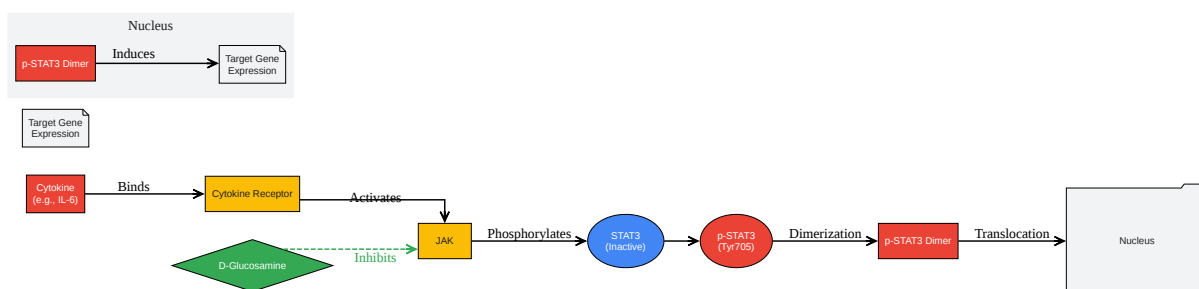 Nucleus
p-STAT3 Dimer
Induces
Target Gene
Expression
Target Gene
Expression
Cytokine
(e.g., IL-6)
Binds
Cytokine Receptor
Activates
D-Glucosamine
Inhibits
JAK
Phosphorylates
STAT3
(Inactive)
p-STAT3
(Tyr705)
Dimerization
p-STAT3 Dimer
Translocation
Nucleus